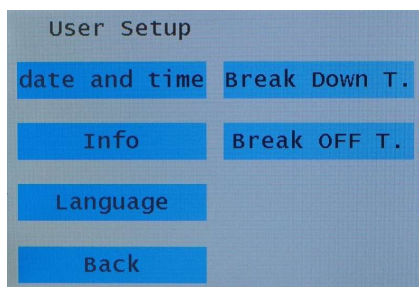 User Setup
date and time
Break Down T.
Info
Break OFF T.
Language
Back